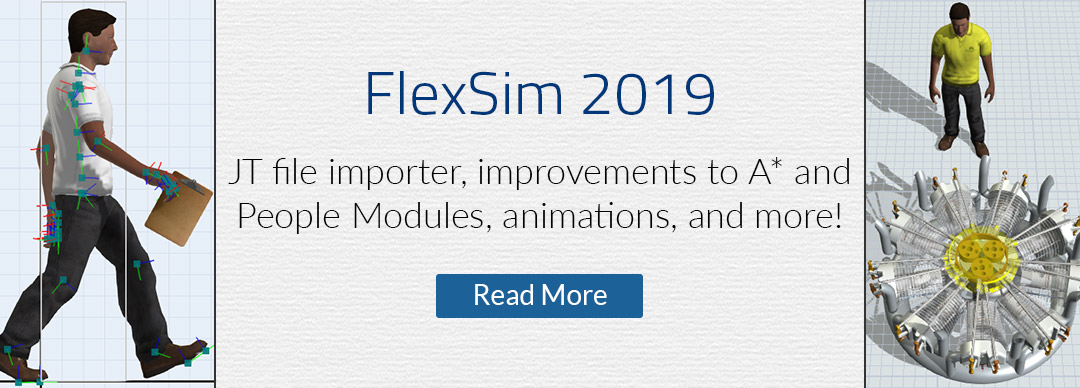 FlexSim 2019
JT file importer, improvements to A* and
People Modules, animations, and more!
Read More